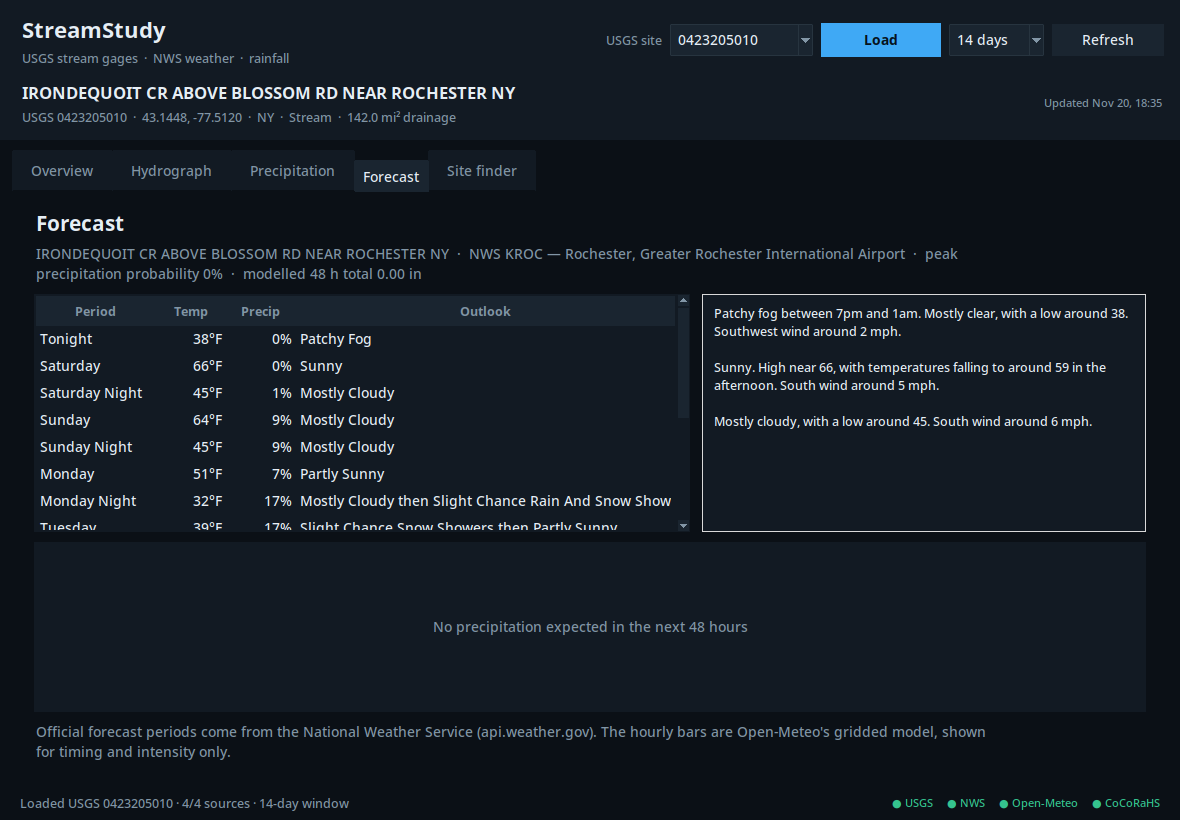 StreamStudy
USGS stream gages · NWS weather · rainfall
USGS site 0423205010 Load 14 days Refresh
IRONDEQUOIT CR ABOVE BLOSSOM RD NEAR ROCHESTER NY
USGS 0423205010 · 43.1448, -77.5120 · NY · Stream · 142.0 mi² drainage
Updated Nov 20, 18:35
Overview Hydrograph Precipitation Forecast Site finder
Forecast
IRONDEQUOIT CR ABOVE BLOSSOM RD NEAR ROCHESTER NY · NWS KROC — Rochester, Greater Rochester International Airport · peak
precipitation probability 0% · modelled 48 h total 0.00 in
Period Temp Precip Outlook
Tonight 38°F 0% Patchy Fog
Saturday 66°F 0% Sunny
Saturday Night 45°F 1% Mostly Cloudy
Sunday 64°F 9% Mostly Cloudy
Sunday Night 45°F 9% Mostly Cloudy
Monday 51°F 7% Partly Sunny
Monday Night 32°F 17% Mostly Cloudy then Slight Chance Rain And Snow Show
Tuesday 39°F 17% Slight Chance Snow Showers then Partly Sunny
Patchy fog between 7pm and 1am. Mostly clear, with a low around 38.
Southwest wind around 2 mph.
Sunny. High near 66, with temperatures falling to around 59 in the
afternoon. South wind around 5 mph.
Mostly cloudy, with a low around 45. South wind around 6 mph.
No precipitation expected in the next 48 hours
Official forecast periods come from the National Weather Service (api.weather.gov). The hourly bars are Open-Meteo's gridded model, shown
for timing and intensity only.
Loaded USGS 0423205010 · 4/4 sources · 14-day window
USGS NWS Open-Meteo CoCoRaHS